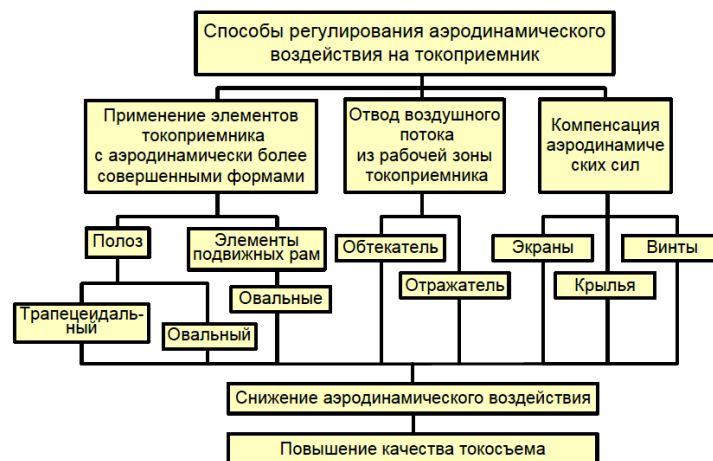 Способы регулирования аэродинамического
воздействия на токоприемник
Применение элементов
токоприемника
с аэродинамически более
совершенными формами
Отвод воздушного
потока
из рабочей зоны
токоприемника
Компенсация
аэродинамиче
ских сил
Полоз
Элементы
подвижных рам
Обтекатель
Экраны
Винты
Овальные
Отражатель
Крылья
Трапецеидаль-
ный
Овальный
Снижение аэродинамического воздействия
Повышение качества токосъема